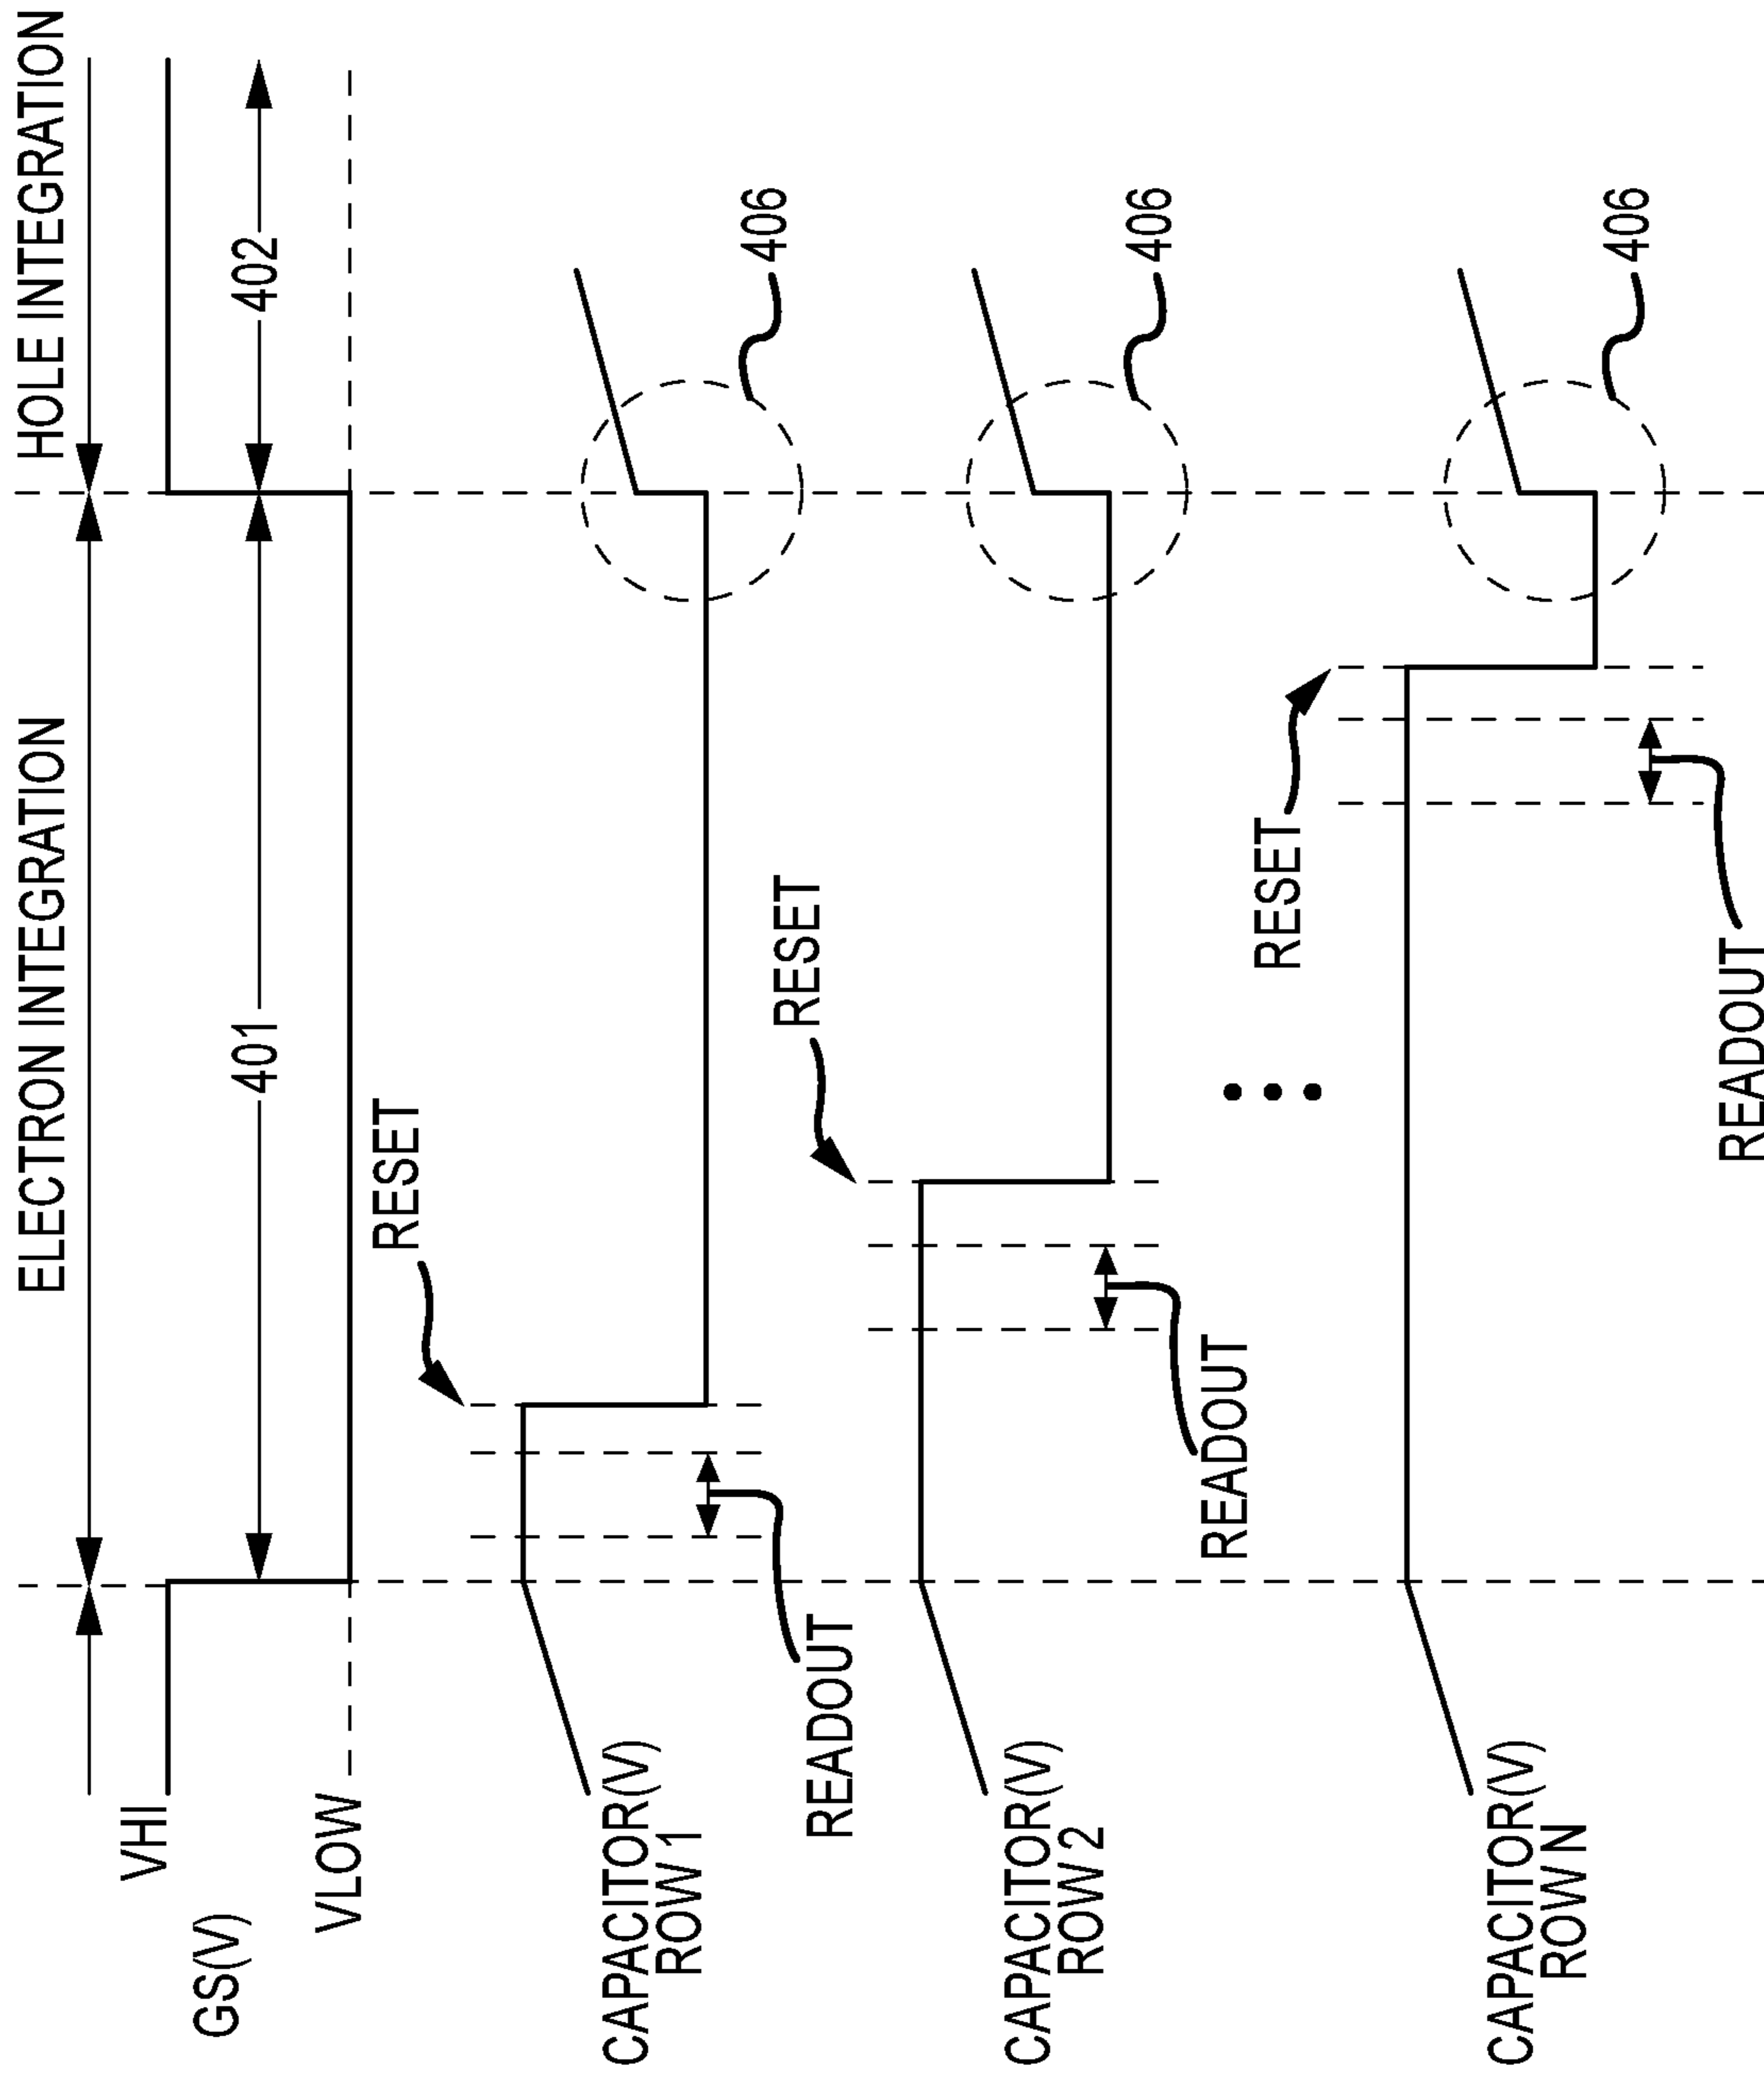 ELECTRON INTEGRATION
HOLE INTEGRATION
VHI
GS(V)
401
402
VLOW
RESET
CAPACITOR(V)
ROW 1
406
READOUT
RESET
CAPACITOR(V)
ROW 2
406
READOUT
RESET
CAPACITOR(V)
ROW N
406
READOUT